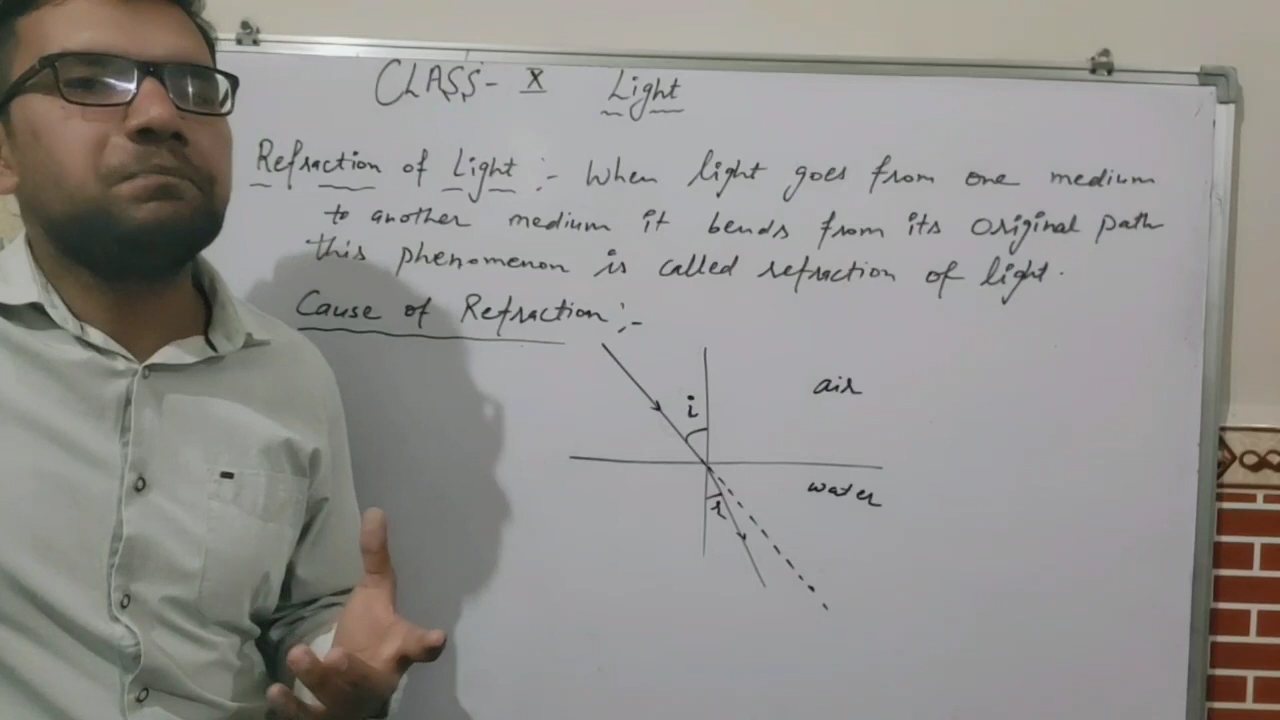 CLASS- X Light
Refraction of Light :- When light goes from one medium
to another medium it bends from its original path
this phenomenon is called refraction of light.
Cause of Refraction :-
air
i
water
r